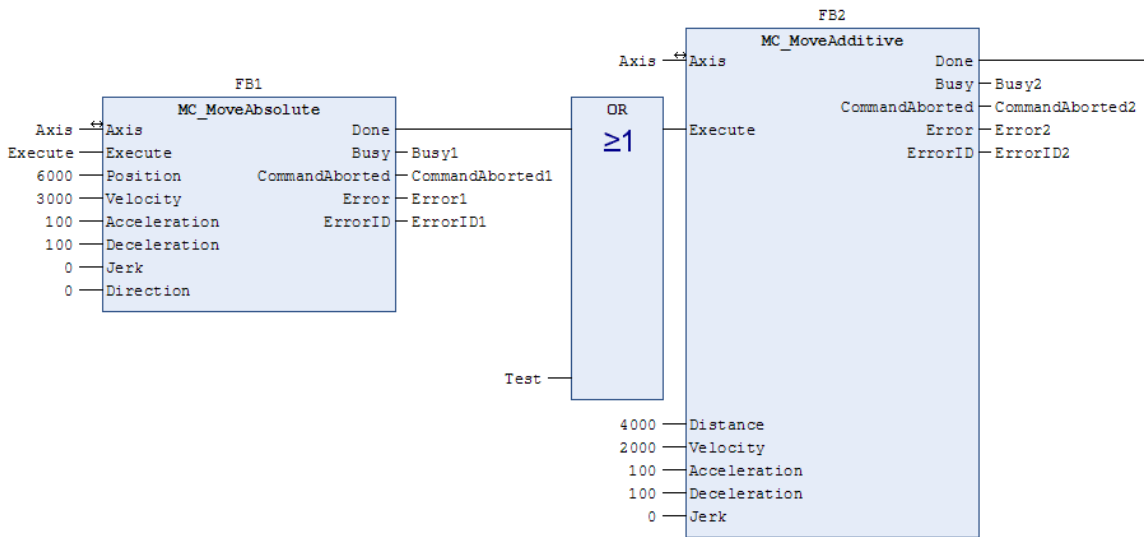 FB1
MC_MoveAbsolute
Axis Axis Done
Execute Execute Busy Busy1
6000 Position CommandAborted CommandAborted1
3000 Velocity Error Error1
100 Acceleration ErrorID ErrorID1
100 Deceleration
0 Jerk
0 Direction
OR
≥1
Test
FB2
MC_MoveAdditive
Axis Axis Done
Busy Busy2
CommandAborted CommandAborted2
Execute Error Error2
ErrorID ErrorID2
4000 Distance
2000 Velocity
100 Acceleration
100 Deceleration
0 Jerk